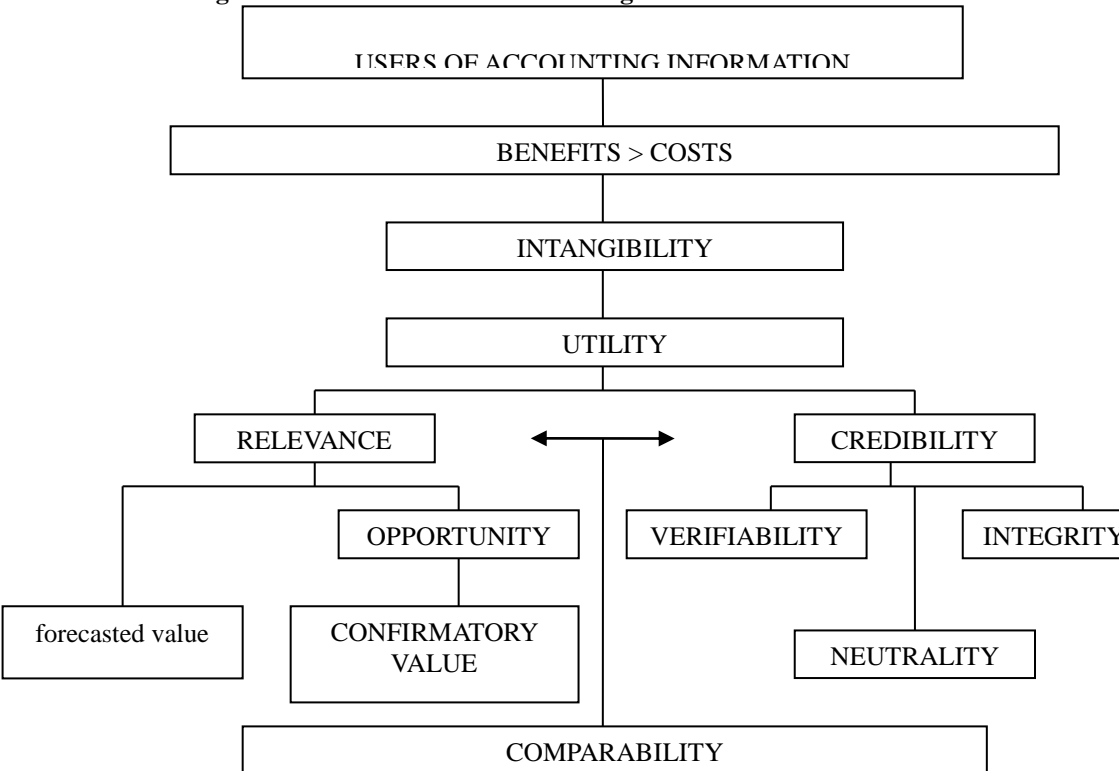 USERS OF ACCOUNTING INFORMATION
BENEFITS > COSTS
INTANGIBILITY
UTILITY
RELEVANCE
CREDIBILITY
OPPORTUNITY
VERIFIABILITY
INTEGRITY
forecasted value
CONFIRMATORY
VALUE
NEUTRALITY
COMPARABILITY